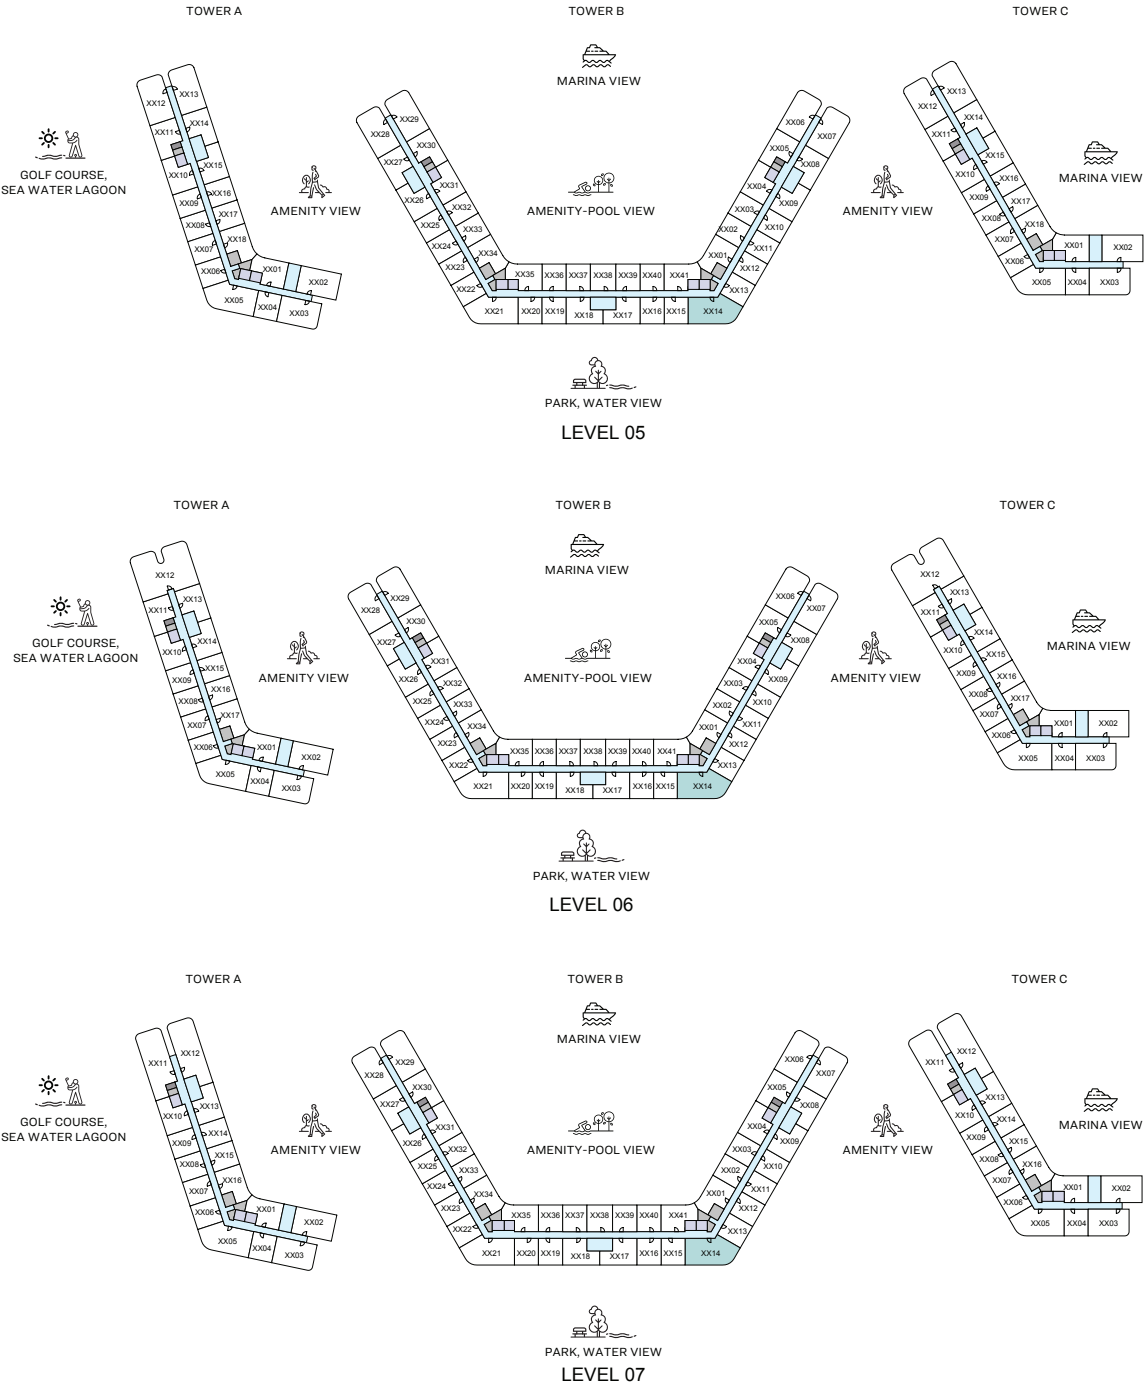 TOWER A
TOWER B
TOWER C
MARINA VIEW
GOLF COURSE,
SEA WATER LAGOON
AMENITY VIEW
AMENITY-POOL VIEW
AMENITY VIEW
MARINA VIEW
XX12
XX13
XX11
XX14
XX10
XX15
XX09
XX16
XX08
XX17
XX07
XX18
XX06
XX01
XX02
XX05
XX04
XX03
XX28
XX29
XX27
XX30
XX26
XX31
XX25
XX32
XX24
XX33
XX23
XX34
XX22
XX35
XX36
XX37
XX38
XX39
XX40
XX41
XX21
XX20
XX19
XX18
XX17
XX16
XX15
XX14
XX06
XX07
XX05
XX08
XX04
XX09
XX03
XX10
XX02
XX11
XX01
XX12
XX13
XX12
XX13
XX11
XX14
XX10
XX15
XX09
XX16
XX08
XX17
XX07
XX18
XX06
XX01
XX02
XX05
XX04
XX03
PARK, WATER VIEW
LEVEL 05
TOWER A
TOWER B
TOWER C
MARINA VIEW
GOLF COURSE,
SEA WATER LAGOON
AMENITY VIEW
AMENITY-POOL VIEW
AMENITY VIEW
MARINA VIEW
XX12
XX11
XX13
XX10
XX14
XX09
XX15
XX08
XX16
XX07
XX17
XX06
XX01
XX02
XX05
XX04
XX03
XX28
XX29
XX27
XX30
XX26
XX31
XX25
XX32
XX24
XX33
XX23
XX34
XX22
XX35
XX36
XX37
XX38
XX39
XX40
XX41
XX21
XX20
XX19
XX18
XX17
XX16
XX15
XX14
XX06
XX07
XX05
XX08
XX04
XX09
XX03
XX10
XX02
XX11
XX01
XX12
XX13
XX12
XX11
XX13
XX10
XX14
XX09
XX15
XX08
XX16
XX07
XX17
XX06
XX01
XX02
XX05
XX04
XX03
PARK, WATER VIEW
LEVEL 06
TOWER A
TOWER B
TOWER C
MARINA VIEW
GOLF COURSE,
SEA WATER LAGOON
AMENITY VIEW
AMENITY-POOL VIEW
AMENITY VIEW
MARINA VIEW
XX11
XX12
XX10
XX13
XX09
XX14
XX08
XX15
XX07
XX16
XX06
XX01
XX02
XX05
XX04
XX03
XX28
XX29
XX27
XX30
XX26
XX31
XX25
XX32
XX24
XX33
XX23
XX34
XX22
XX35
XX36
XX37
XX38
XX39
XX40
XX41
XX21
XX20
XX19
XX18
XX17
XX16
XX15
XX14
XX06
XX07
XX05
XX08
XX04
XX09
XX03
XX10
XX02
XX11
XX01
XX12
XX13
XX11
XX12
XX10
XX13
XX09
XX14
XX08
XX15
XX07
XX16
XX06
XX01
XX02
XX05
XX04
XX03
PARK, WATER VIEW
LEVEL 07